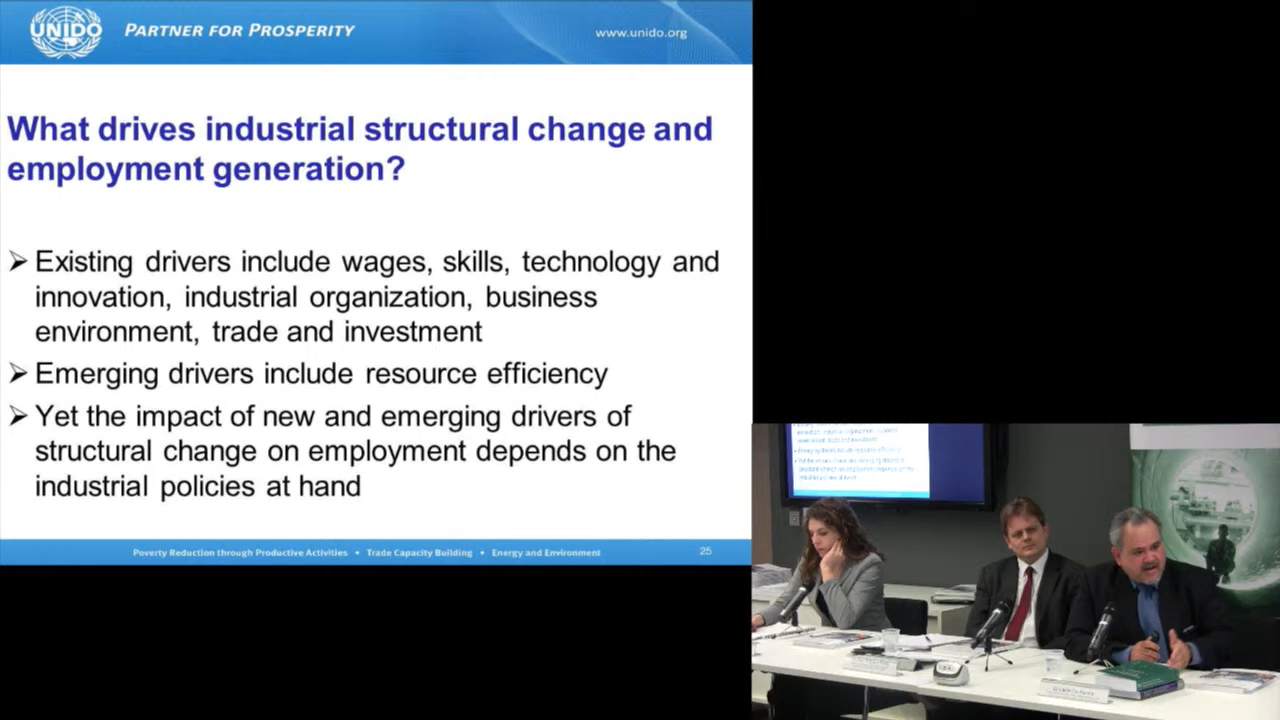 UNIDO
PARTNER FOR PROSPERITY
www.unido.org
What drives industrial structural change and
employment generation?
➢ Existing drivers include wages, skills, technology and
innovation, industrial organization, business
environment, trade and investment
➢ Emerging drivers include resource efficiency
➢ Yet the impact of new and emerging drivers of
structural change on employment depends on the
industrial policies at hand
Poverty Reduction through Productive Activities • Trade Capacity Building • Energy and Environment
25